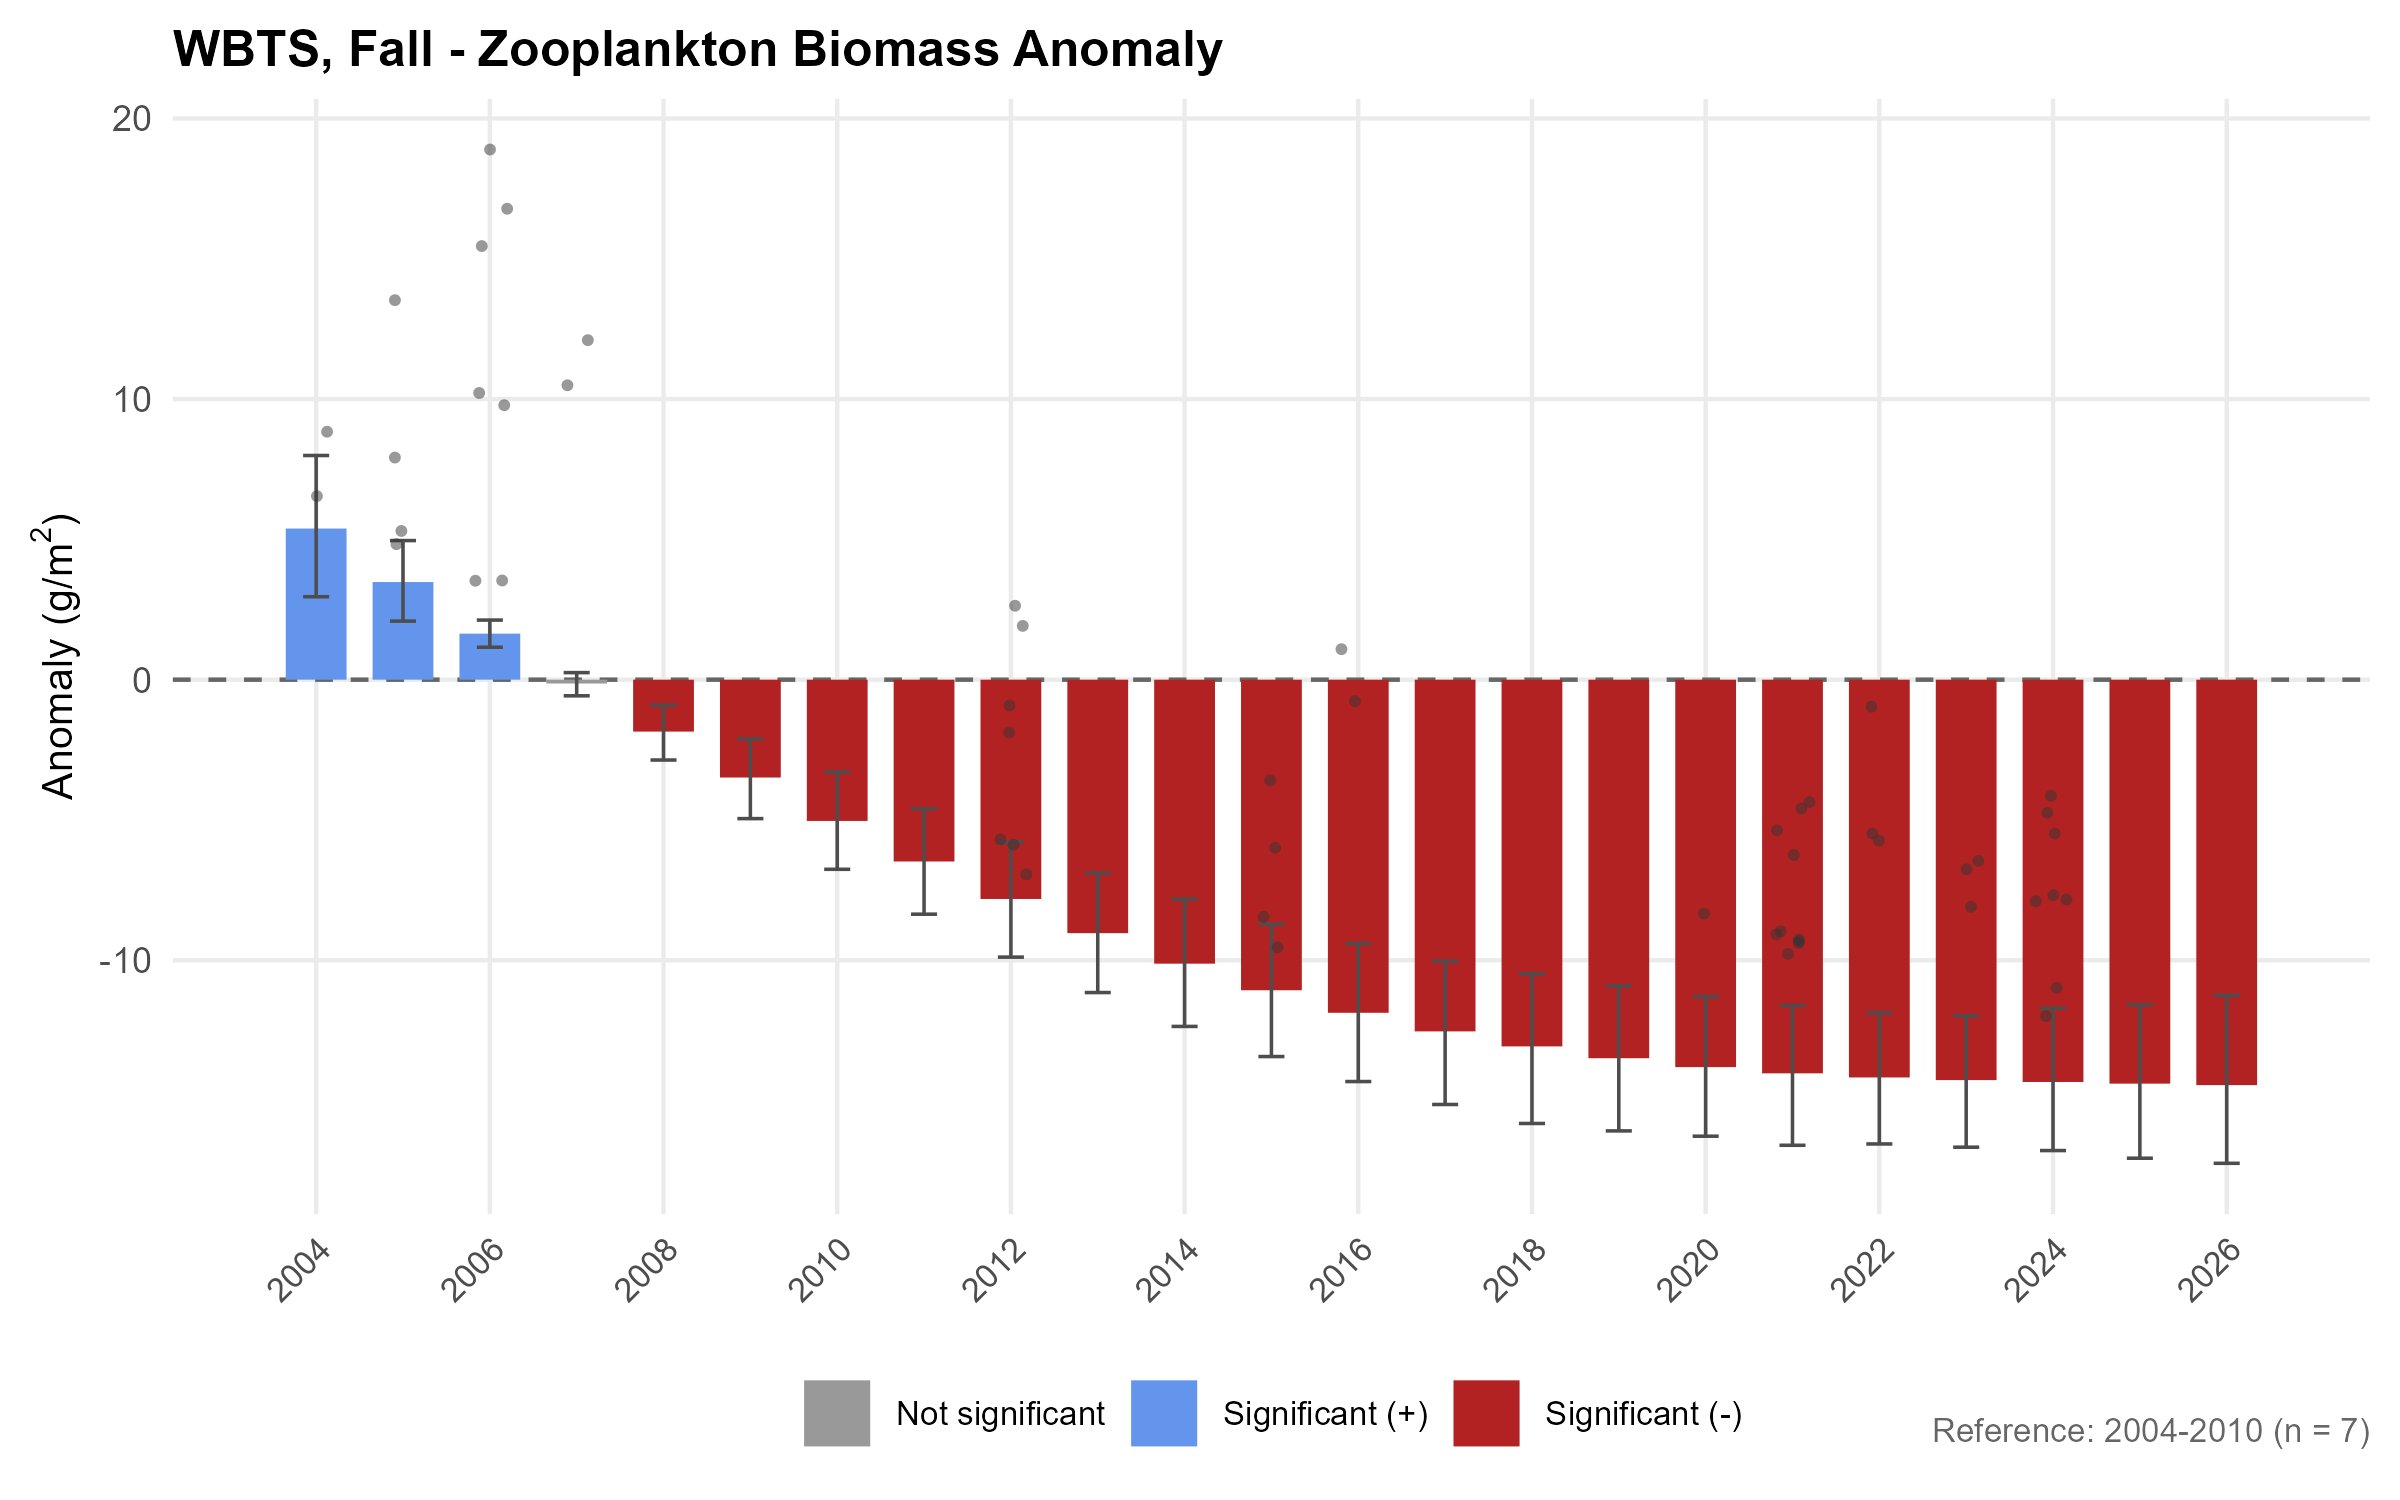 WBTS, Fall - Zooplankton Biomass Anomaly
Anomaly (g/m²)
20
10
0
-10
2004 2006 2008 2010 2012 2014 2016 2018 2020 2022 2024 2026
Not significant Significant (+) Significant (-)
Reference: 2004-2010 (n = 7)